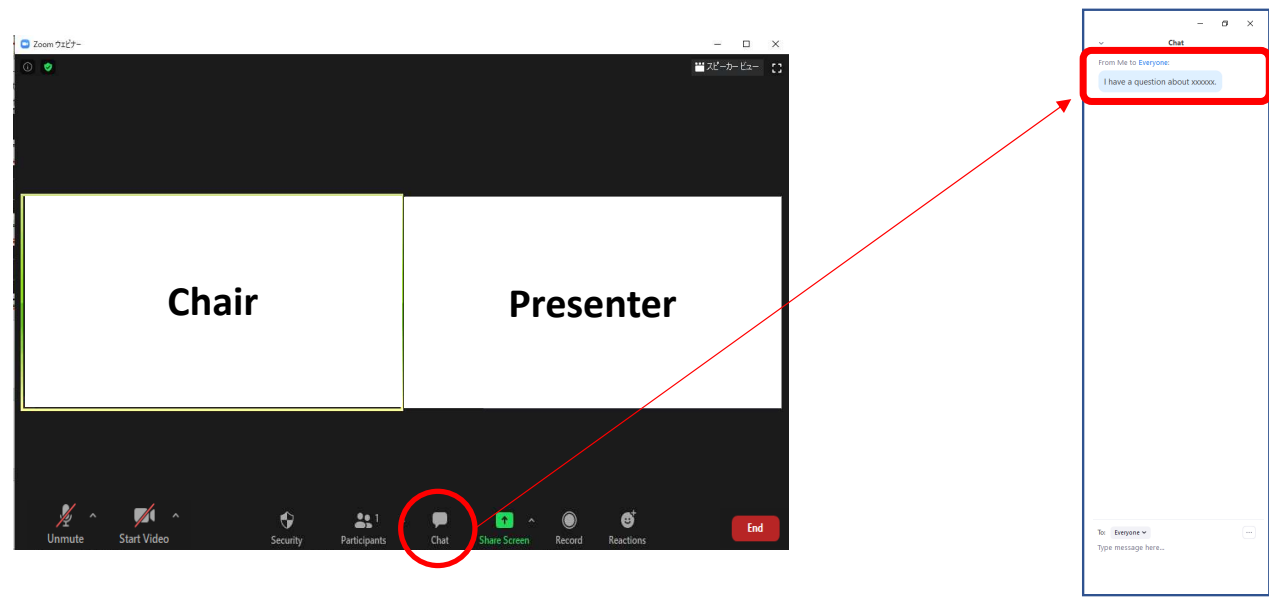 Zoom ウェビナー
スピーカー ビュー
Chair
Presenter
Unmute
Start Video
Security
Participants
1
Chat
Share Screen
Record
Reactions
End
Chat
From Me to Everyone:
I have a question about xxxxxx.
To: Everyone
Type message here...